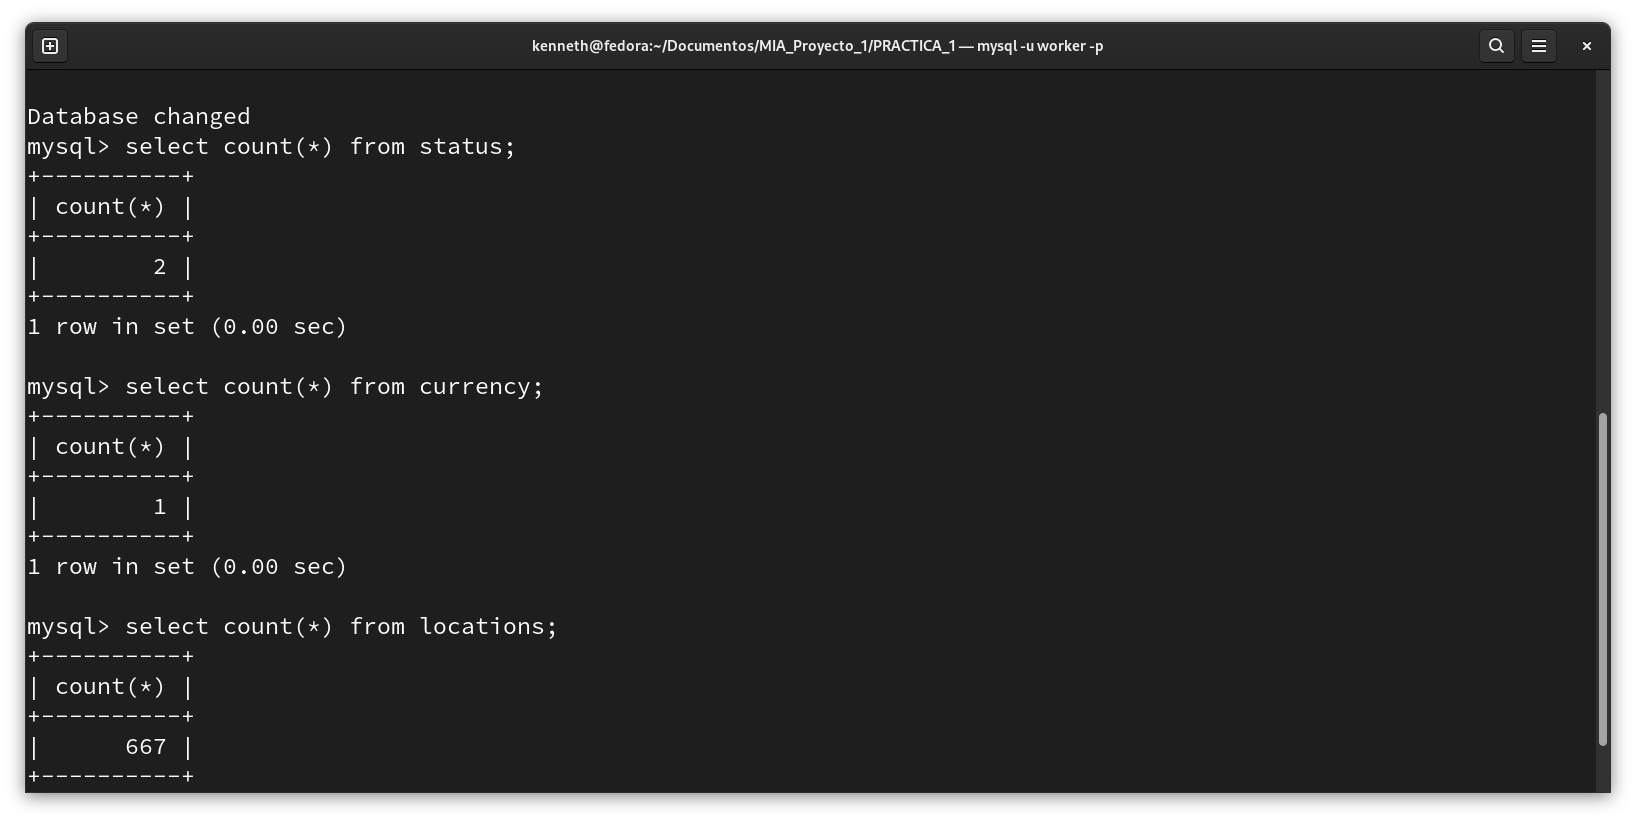 kenneth@fedora:~/Documentos/MIA_Proyecto_1/PRACTICA_1 — mysql -u worker -p
Database changed
mysql> select count(*) from status;
+----------+
| count(*) |
+----------+
|        2 |
+----------+
1 row in set (0.00 sec)
mysql> select count(*) from currency;
+----------+
| count(*) |
+----------+
|        1 |
+----------+
1 row in set (0.00 sec)
mysql> select count(*) from locations;
+----------+
| count(*) |
+----------+
|      667 |
+----------+